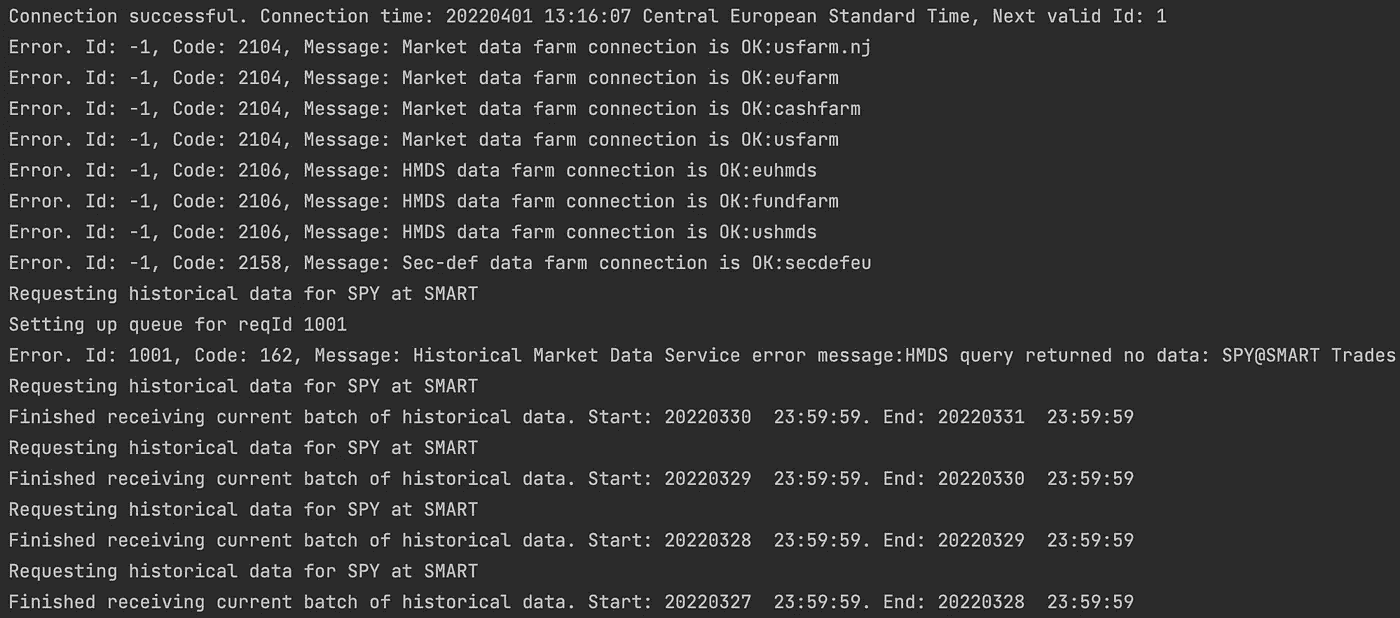 Connection successful. Connection time: 20220401 13:16:07 Central European Standard Time, Next valid Id: 1
Error. Id: -1, Code: 2104, Message: Market data farm connection is OK:usfarm.nj
Error. Id: -1, Code: 2104, Message: Market data farm connection is OK:eufarm
Error. Id: -1, Code: 2104, Message: Market data farm connection is OK:cashfarm
Error. Id: -1, Code: 2104, Message: Market data farm connection is OK:usfarm
Error. Id: -1, Code: 2106, Message: HMDS data farm connection is OK:euhmds
Error. Id: -1, Code: 2106, Message: HMDS data farm connection is OK:fundfarm
Error. Id: -1, Code: 2106, Message: HMDS data farm connection is OK:ushmds
Error. Id: -1, Code: 2158, Message: Sec-def data farm connection is OK:secdefeu
Requesting historical data for SPY at SMART
Setting up queue for reqId 1001
Error. Id: 1001, Code: 162, Message: Historical Market Data Service error message:HMDS query returned no data: SPY@SMART Trades
Requesting historical data for SPY at SMART
Finished receiving current batch of historical data. Start: 20220330  23:59:59. End: 20220331  23:59:59
Requesting historical data for SPY at SMART
Finished receiving current batch of historical data. Start: 20220329  23:59:59. End: 20220330  23:59:59
Requesting historical data for SPY at SMART
Finished receiving current batch of historical data. Start: 20220328  23:59:59. End: 20220329  23:59:59
Requesting historical data for SPY at SMART
Finished receiving current batch of historical data. Start: 20220327  23:59:59. End: 20220328  23:59:59